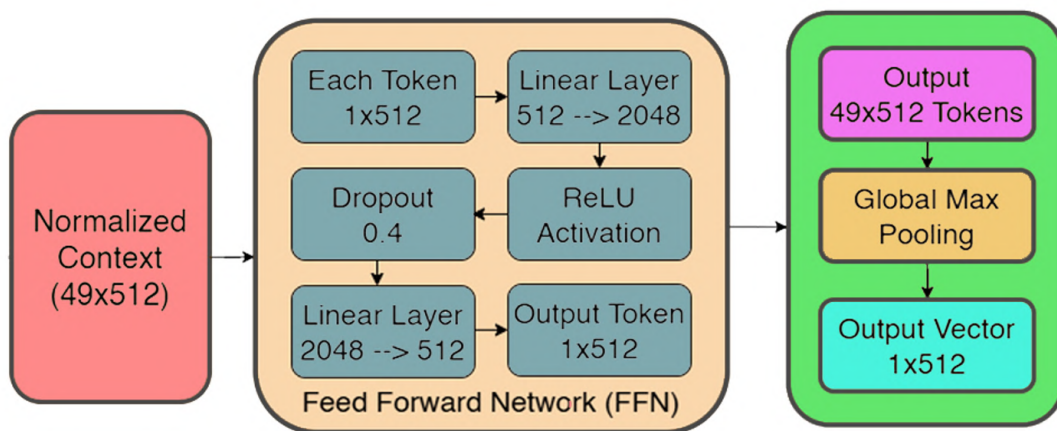 Normalized
Context
(49x512)
Each Token
1x512
Linear Layer
512 --> 2048
ReLU
Activation
Dropout
0.4
Linear Layer
2048 --> 512
Output Token
1x512
Feed Forward Network (FFN)
Output
49x512 Tokens
Global Max
Pooling
Output Vector
1x512